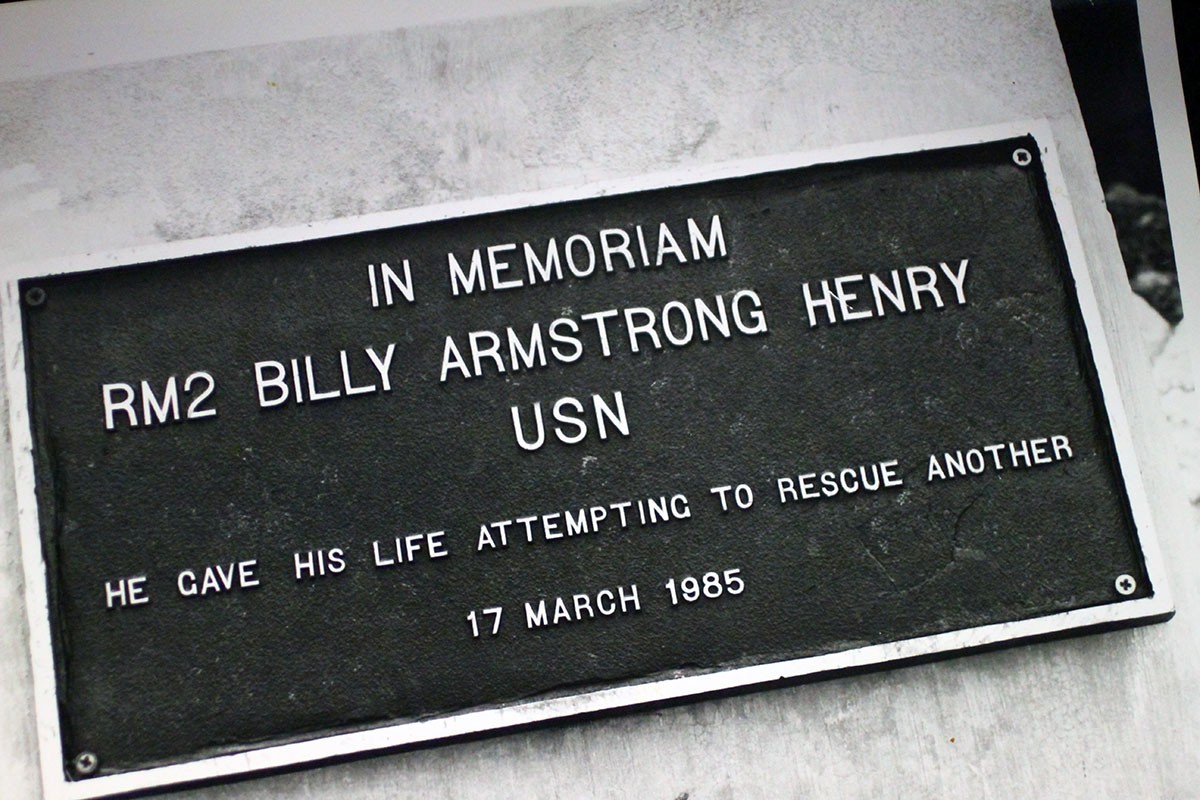 IN MEMORIAM
RM2 BILLY ARMSTRONG HENRY
USN
HE GAVE HIS LIFE ATTEMPTING TO RESCUE ANOTHER
17 MARCH 1985